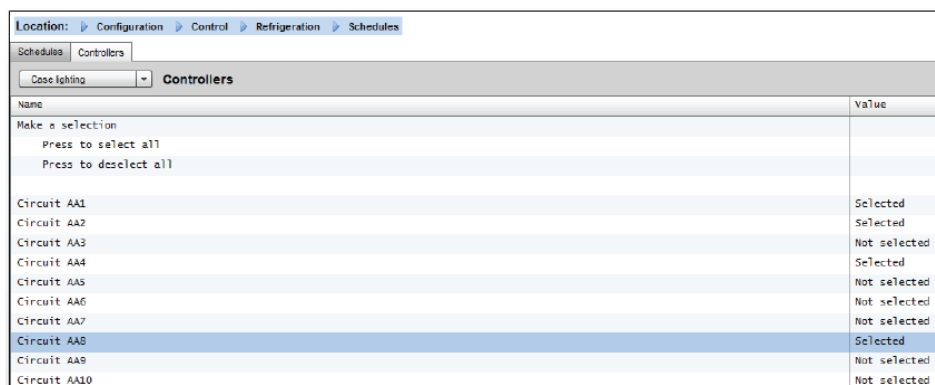 Location: Configuration Control Refrigeration Schedules
Schedules Controllers
Case lighting Controllers
Name Value
Make a selection
Press to select all
Press to deselect all
Circuit AA1 Selected
Circuit AA2 Selected
Circuit AA3 Not selected
Circuit AA4 Selected
Circuit AA5 Not selected
Circuit AA6 Not selected
Circuit AA7 Not selected
Circuit AA8 Selected
Circuit AA9 Not selected
Circuit AA10 Not selected